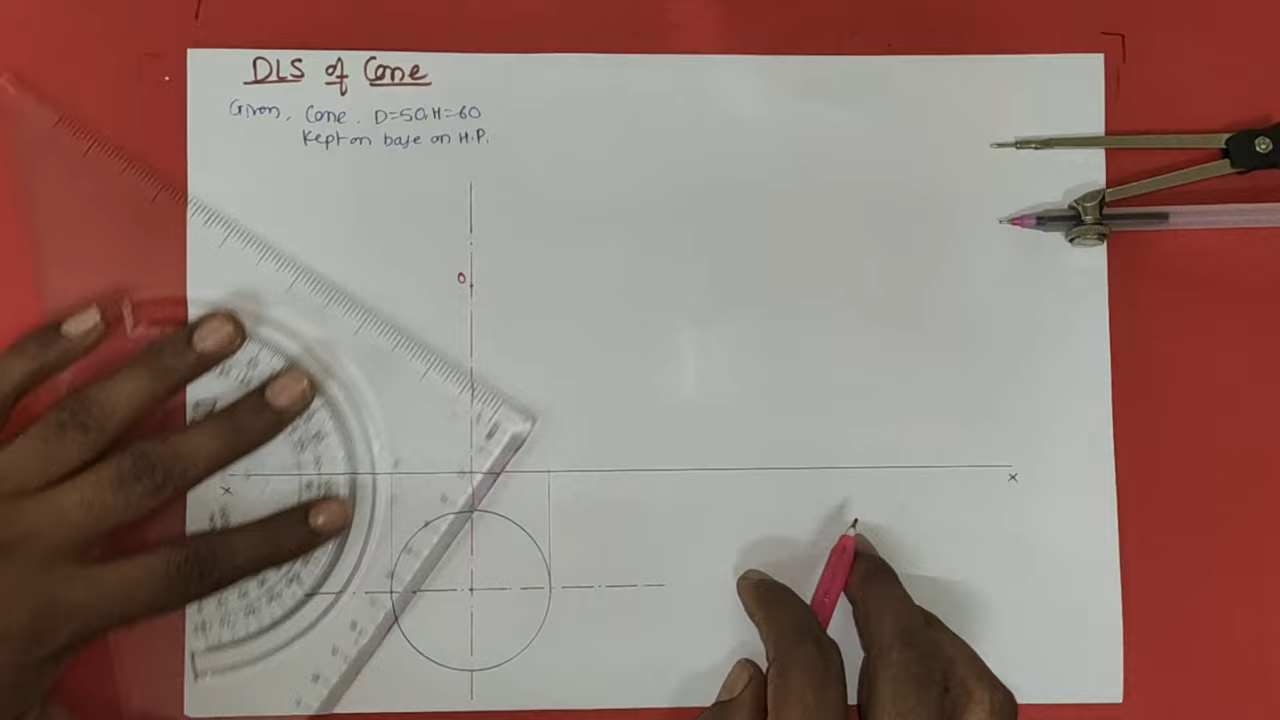 DLS of Cone
Given, Cone. D=50, H=60
Kept on base on H.P.
O
X X